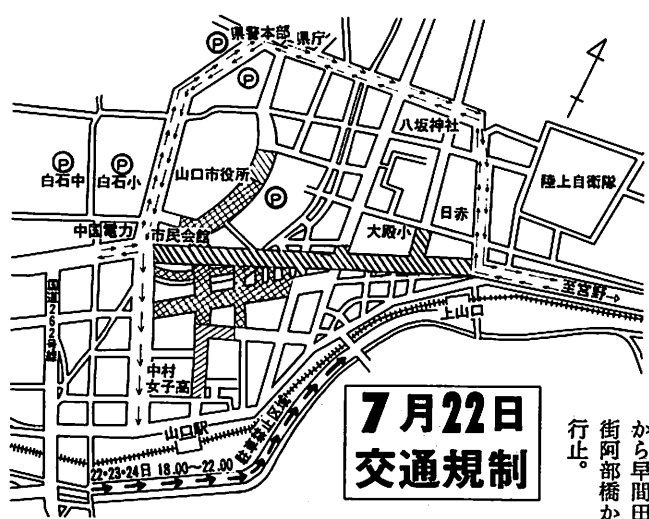 県警本部 県庁
P
P
八坂神社
P
P
山口市役所
P
白石中
白石小
陸上自衛隊
日赤
大殿小
中国電力
市民会館
至宮野→
国道262号線
上山口
中村
女子高
山口駅
駐車禁止区域
22・23・24日 18.00～22.00
7月22日
交通規制
から早間田
街阿部橋か
行止。